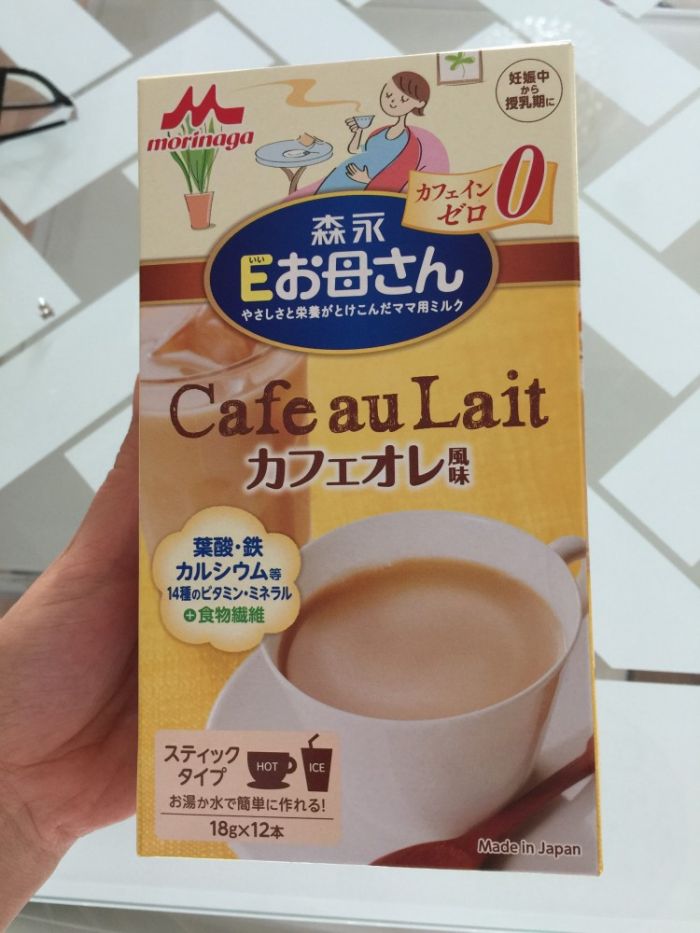 morinaga
妊娠中
から
授乳期に
カフェイン
ゼロ
0
森永
いい
Eお母さん
やさしさと栄養がとけこんだママ用ミルク
Cafe au Lait
カフェオレ風味
葉酸・鉄
カルシウム等
14種のビタミン・ミネラル
+食物繊維
スティック
タイプ
HOT
ICE
お湯か水で簡単に作れる!
18g×12本
Made in Japan